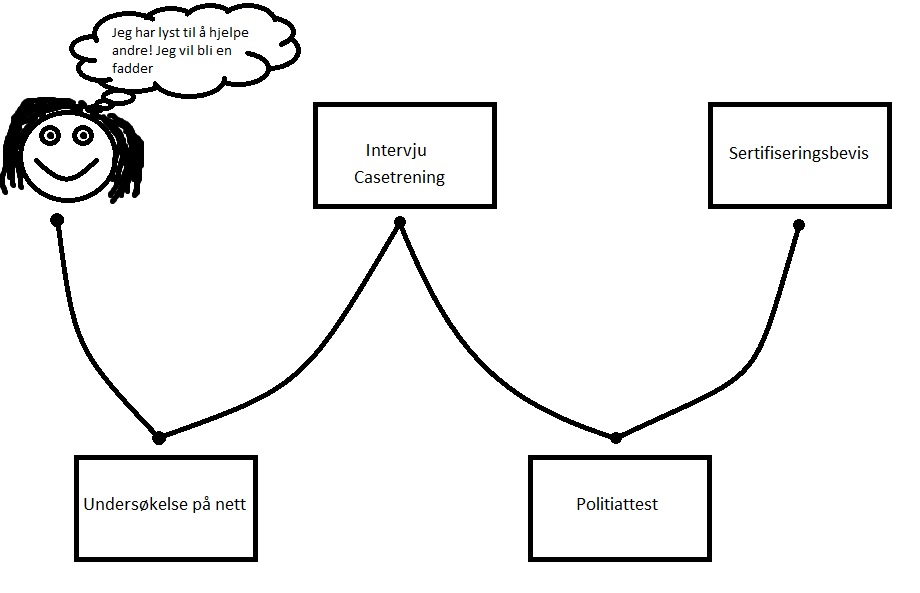 Jeg har lyst til å hjelpe
andre! Jeg vil bli en
fadder
Intervju
Casetrening
Sertifiseringsbevis
Undersøkelse på nett
Politiattest